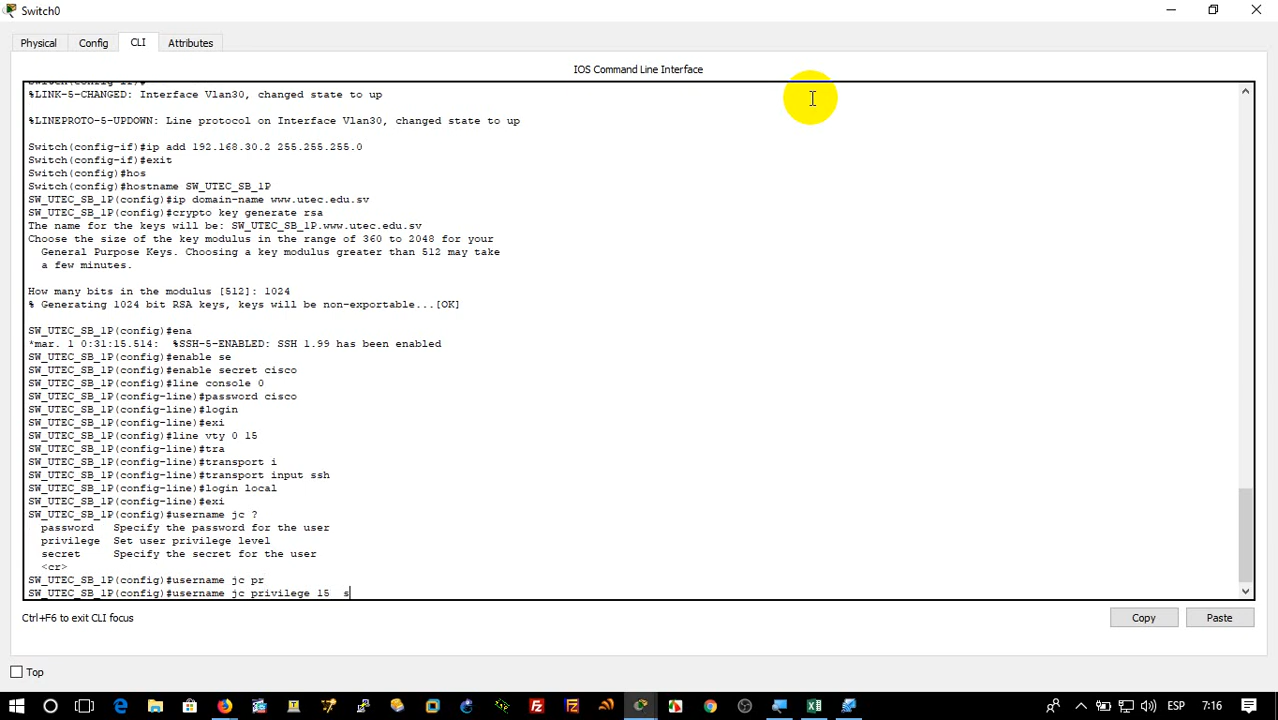 Switch0
Physical
Config
CLI
Attributes
IOS Command Line Interface
Switch(config-if)#
%LINK-5-CHANGED: Interface Vlan30, changed state to up
%LINEPROTO-5-UPDOWN: Line protocol on Interface Vlan30, changed state to up
Switch(config-if)#ip add 192.168.30.2 255.255.255.0
Switch(config-if)#exit
Switch(config)#hos
Switch(config)#hostname SW_UTEC_SB_1P
SW_UTEC_SB_1P(config)#ip domain-name www.utec.edu.sv
SW_UTEC_SB_1P(config)#crypto key generate rsa
The name for the keys will be: SW_UTEC_SB_1P.www.utec.edu.sv
Choose the size of the key modulus in the range of 360 to 2048 for your
General Purpose Keys. Choosing a key modulus greater than 512 may take
a few minutes.
How many bits in the modulus [512]: 1024
% Generating 1024 bit RSA keys, keys will be non-exportable...[OK]
SW_UTEC_SB_1P(config)#ena
*mar. 1 0:31:15.514:  %SSH-5-ENABLED: SSH 1.99 has been enabled
SW_UTEC_SB_1P(config)#enable se
SW_UTEC_SB_1P(config)#enable secret cisco
SW_UTEC_SB_1P(config)#line console 0
SW_UTEC_SB_1P(config-line)#password cisco
SW_UTEC_SB_1P(config-line)#login
SW_UTEC_SB_1P(config-line)#exi
SW_UTEC_SB_1P(config)#line vty 0 15
SW_UTEC_SB_1P(config-line)#tra
SW_UTEC_SB_1P(config-line)#transport i
SW_UTEC_SB_1P(config-line)#transport input ssh
SW_UTEC_SB_1P(config-line)#login local
SW_UTEC_SB_1P(config-line)#exi
SW_UTEC_SB_1P(config)#username jc ?
password   Specify the password for the user
privilege  Set user privilege level
secret     Specify the secret for the user
<cr>
SW_UTEC_SB_1P(config)#username jc pr
SW_UTEC_SB_1P(config)#username jc privilege 15  s
Ctrl+F6 to exit CLI focus
Copy
Paste
Top
ESP
7:16